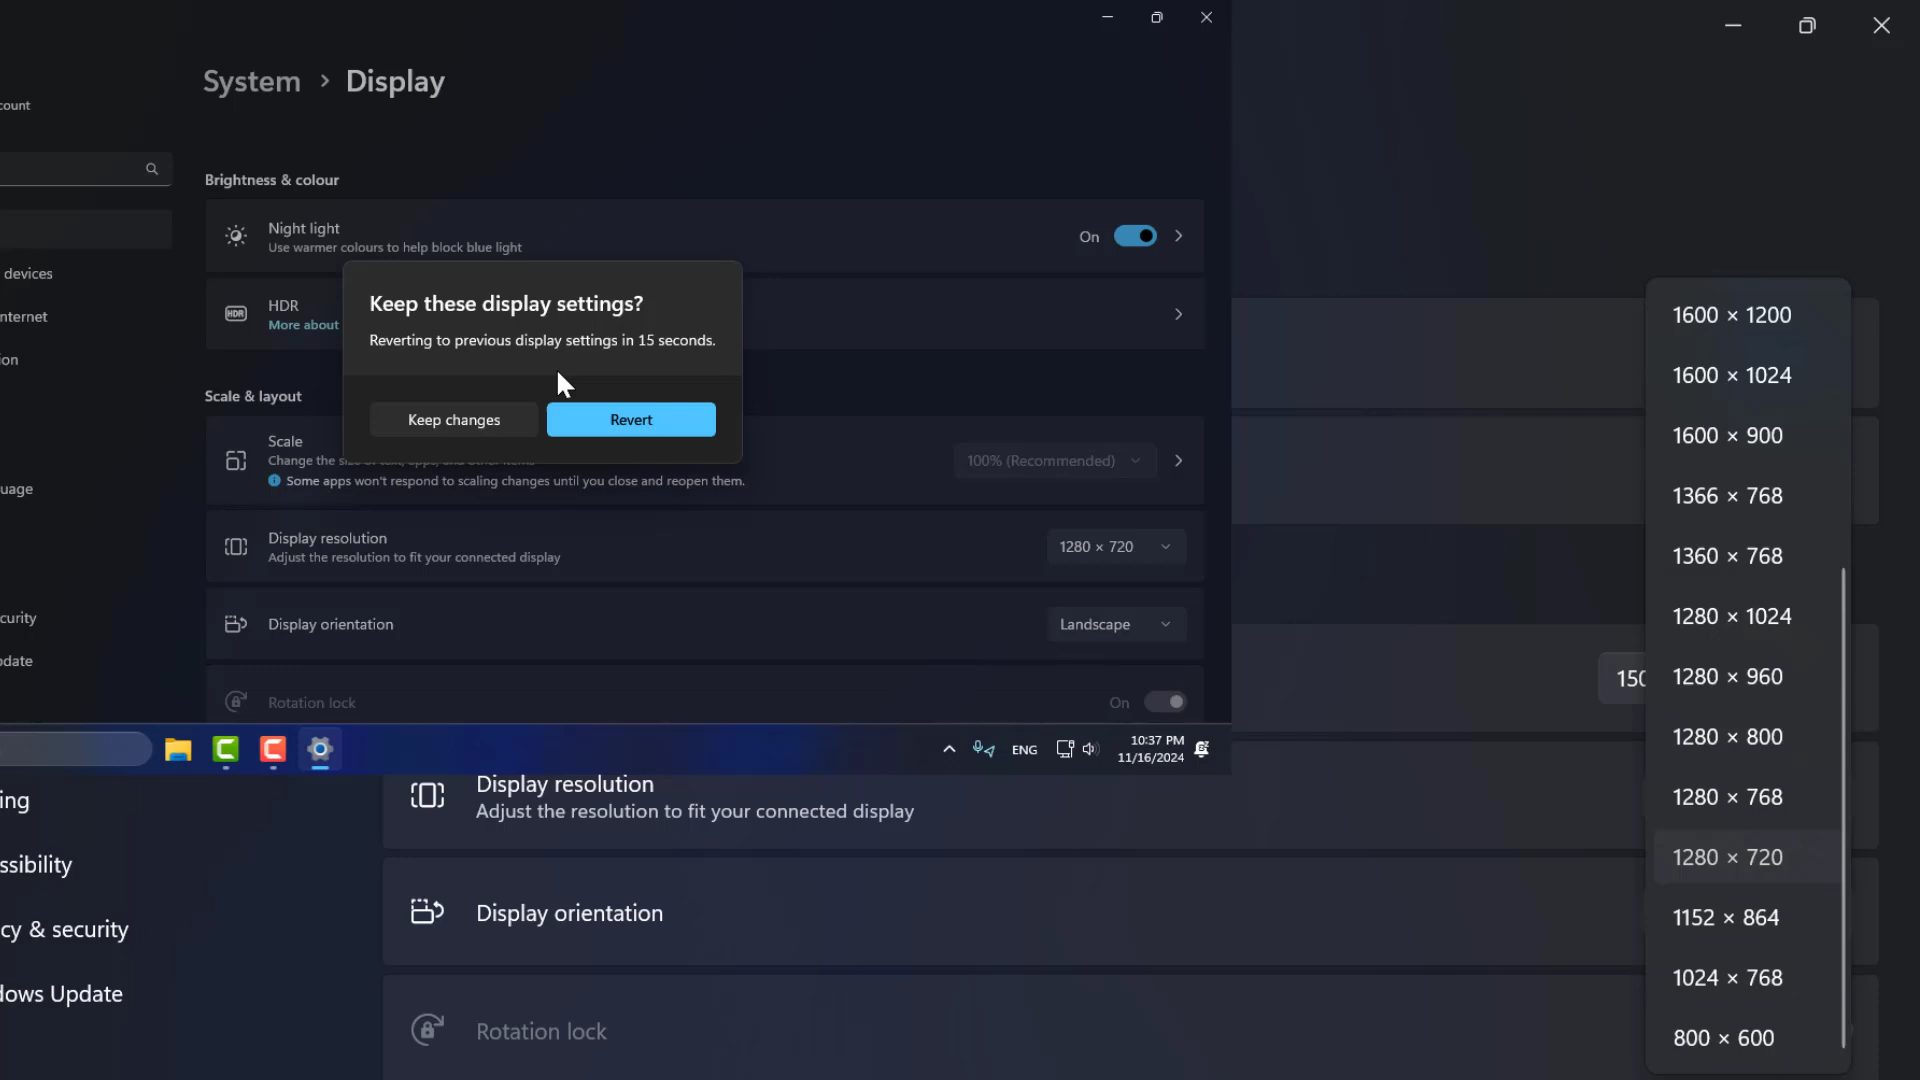 System > Display
count
Brightness & colour
Night light
Use warmer colours to help block blue light
On
devices
HDR
More about
nternet
Keep these display settings?
Reverting to previous display settings in 15 seconds.
Keep changes
Revert
ion
Scale & layout
Scale
100% (Recommended)
Some apps won't respond to scaling changes until you close and reopen them.
uage
Display resolution
Adjust the resolution to fit your connected display
1280 × 720
Display orientation
Landscape
curity
pdate
Rotation lock
On
ENG
10:37 PM
11/16/2024
ing
Display resolution
Adjust the resolution to fit your connected display
ssibility
Display orientation
cy & security
dows Update
Rotation lock
150
1600 × 1200
1600 × 1024
1600 × 900
1366 × 768
1360 × 768
1280 × 1024
1280 × 960
1280 × 800
1280 × 768
1280 × 720
1152 × 864
1024 × 768
800 × 600